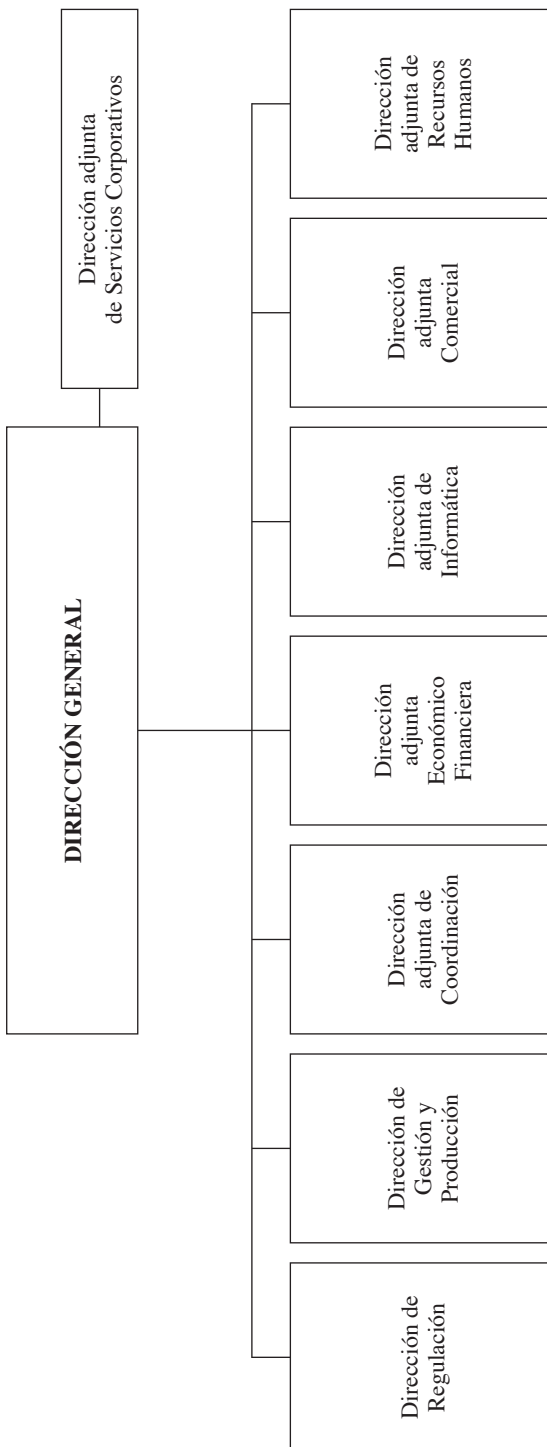 DIRECCIÓN GENERAL
Dirección adjunta
de Servicios Corporativos
Dirección de
Regulación
Dirección de
Gestión y
Producción
Dirección
adjunta de
Coordinación
Dirección
adjunta
Económico
Financiera
Dirección
adjunta de
Informática
Dirección
adjunta
Comercial
Dirección
adjunta de
Recursos
Humanos